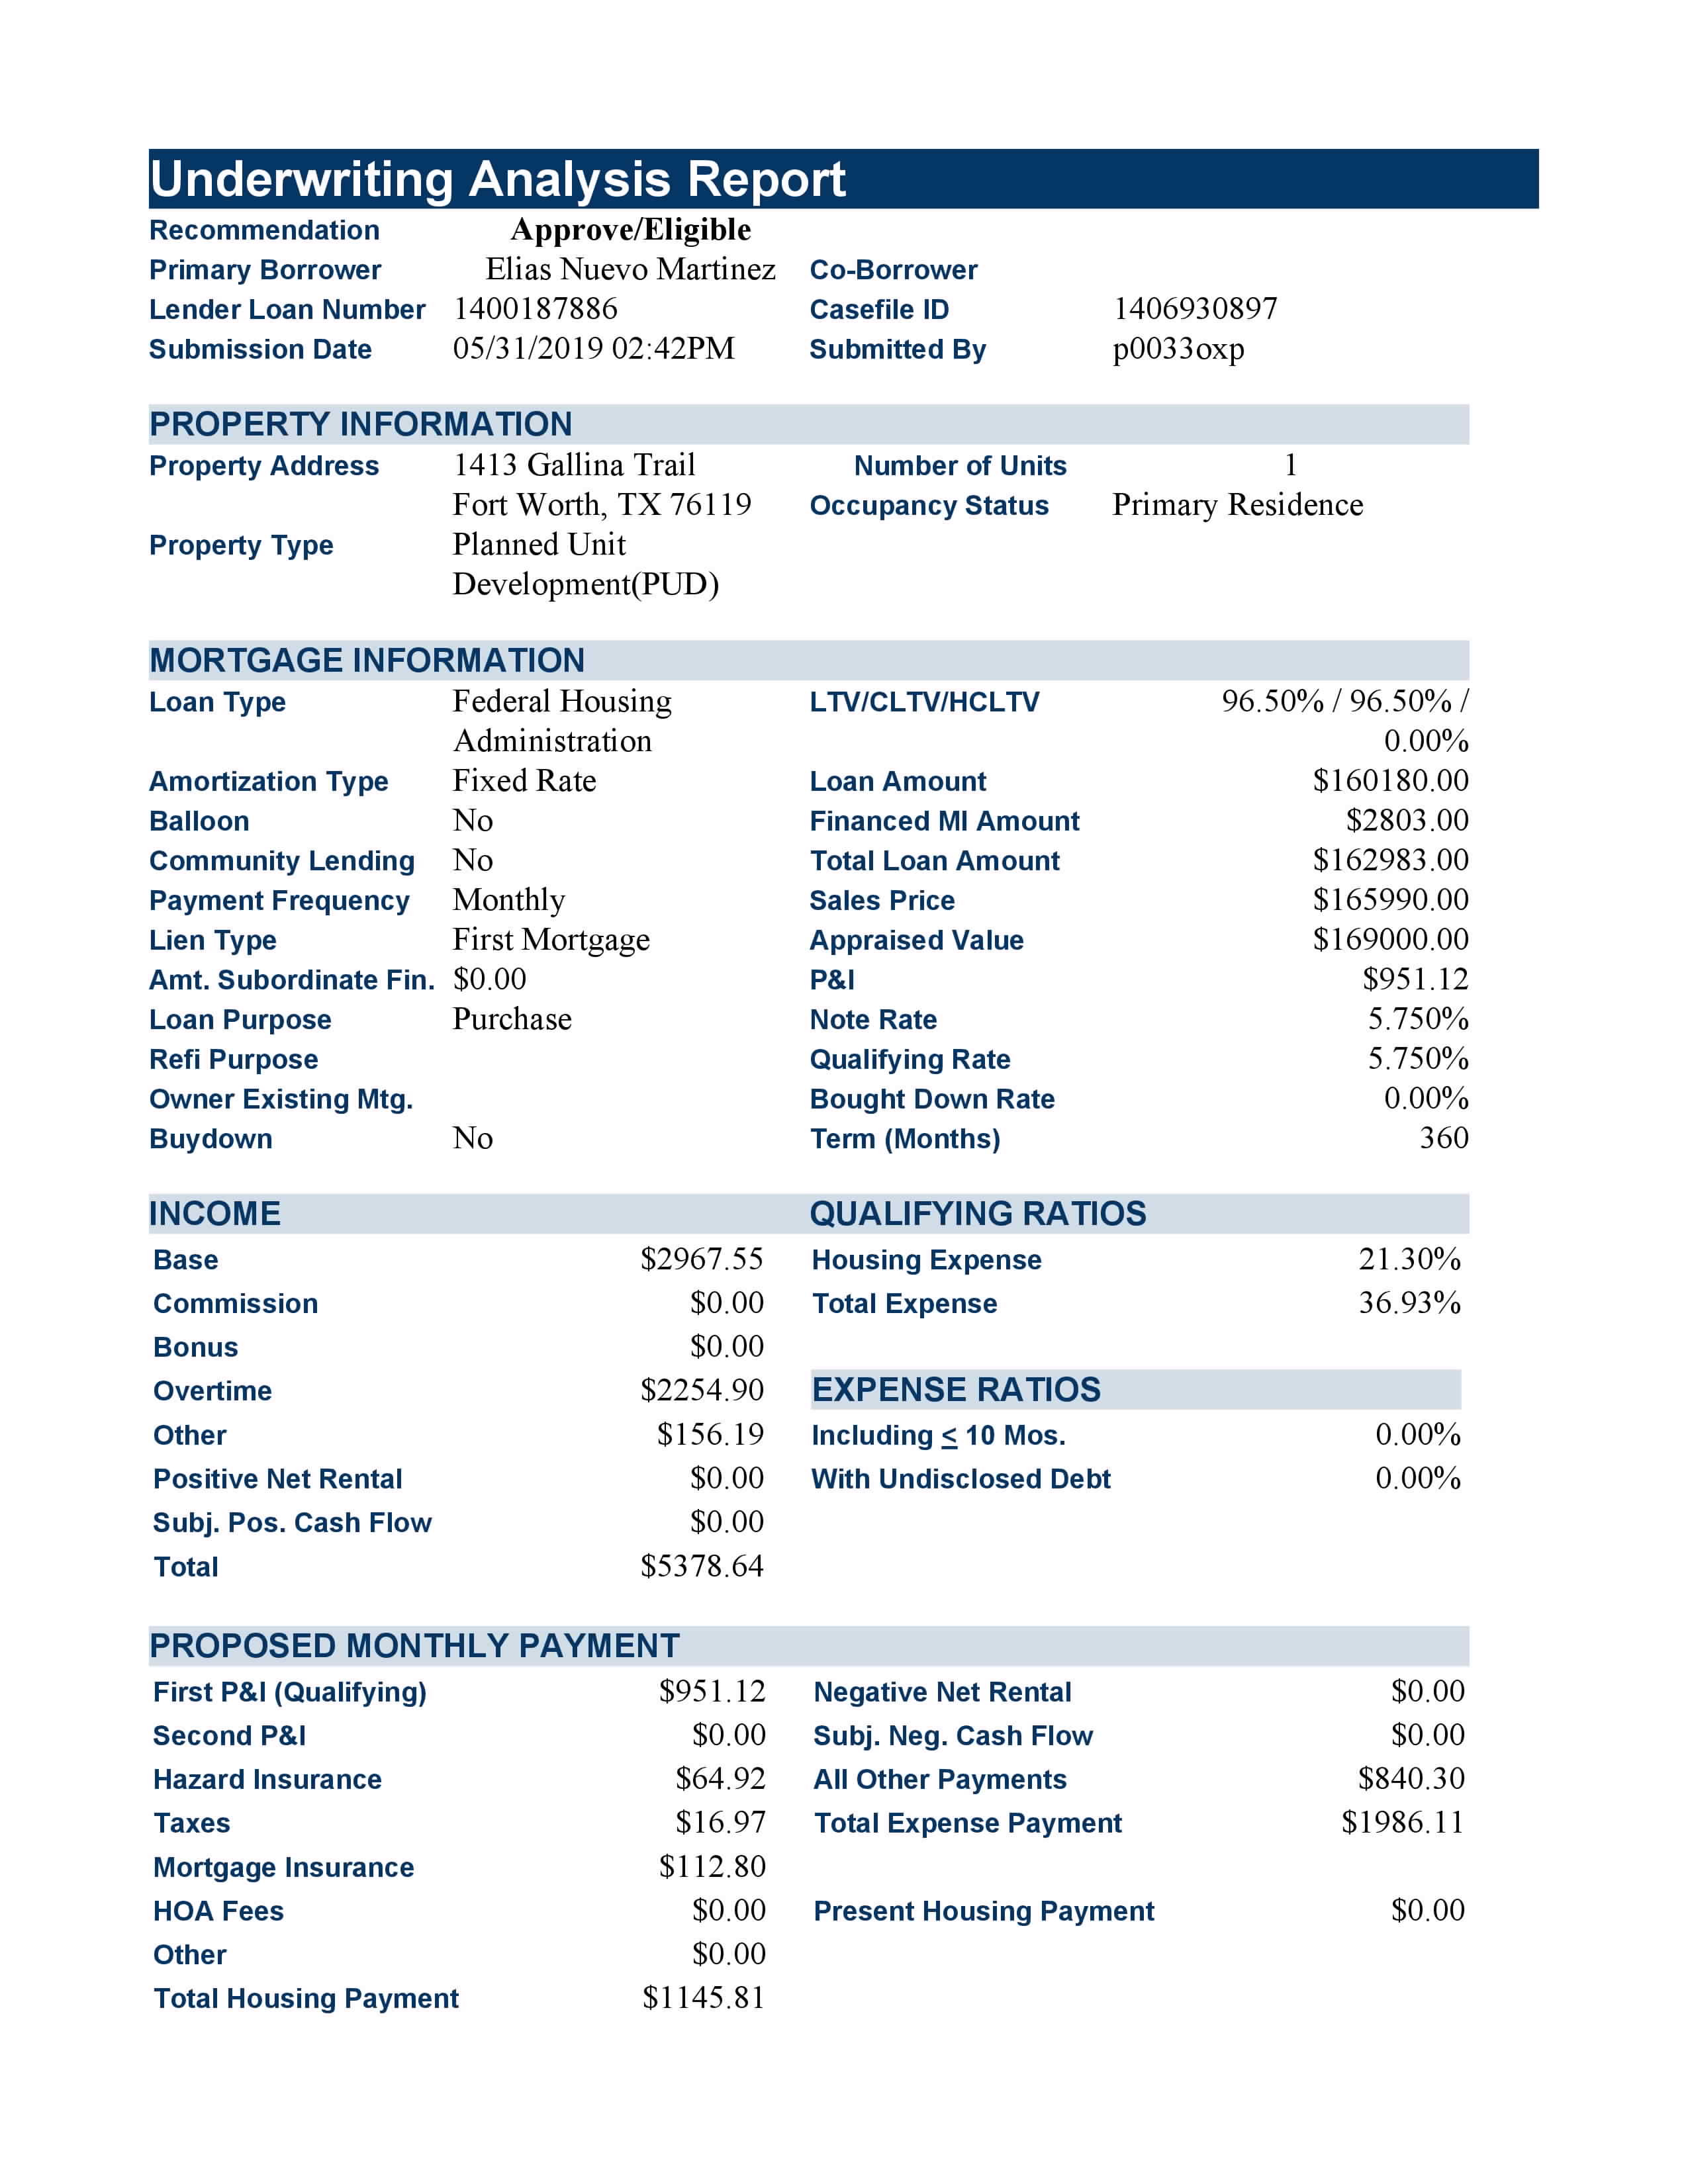 Underwriting Analysis Report
Recommendation Approve/Eligible
Primary Borrower Elias Nuevo Martinez Co-Borrower
Lender Loan Number 1400187886 Casefile ID 1406930897
Submission Date 05/31/2019 02:42PM Submitted By p0033oxp
PROPERTY INFORMATION
Property Address 1413 Gallina Trail Number of Units 1
Fort Worth, TX 76119 Occupancy Status Primary Residence
Property Type Planned Unit
Development(PUD)
MORTGAGE INFORMATION
Loan Type Federal Housing LTV/CLTV/HCLTV 96.50% / 96.50% /
Administration 0.00%
Amortization Type Fixed Rate Loan Amount $160180.00
Balloon No Financed MI Amount $2803.00
Community Lending No Total Loan Amount $162983.00
Payment Frequency Monthly Sales Price $165990.00
Lien Type First Mortgage Appraised Value $169000.00
Amt. Subordinate Fin. $0.00 P&I $951.12
Loan Purpose Purchase Note Rate 5.750%
Refi Purpose Qualifying Rate 5.750%
Owner Existing Mtg. Bought Down Rate 0.00%
Buydown No Term (Months) 360
INCOME QUALIFYING RATIOS
Base $2967.55 Housing Expense 21.30%
Commission $0.00 Total Expense 36.93%
Bonus $0.00
Overtime $2254.90 EXPENSE RATIOS
Other $156.19 Including ≤ 10 Mos. 0.00%
Positive Net Rental $0.00 With Undisclosed Debt 0.00%
Subj. Pos. Cash Flow $0.00
Total $5378.64
PROPOSED MONTHLY PAYMENT
First P&I (Qualifying) $951.12 Negative Net Rental $0.00
Second P&I $0.00 Subj. Neg. Cash Flow $0.00
Hazard Insurance $64.92 All Other Payments $840.30
Taxes $16.97 Total Expense Payment $1986.11
Mortgage Insurance $112.80
HOA Fees $0.00 Present Housing Payment $0.00
Other $0.00
Total Housing Payment $1145.81